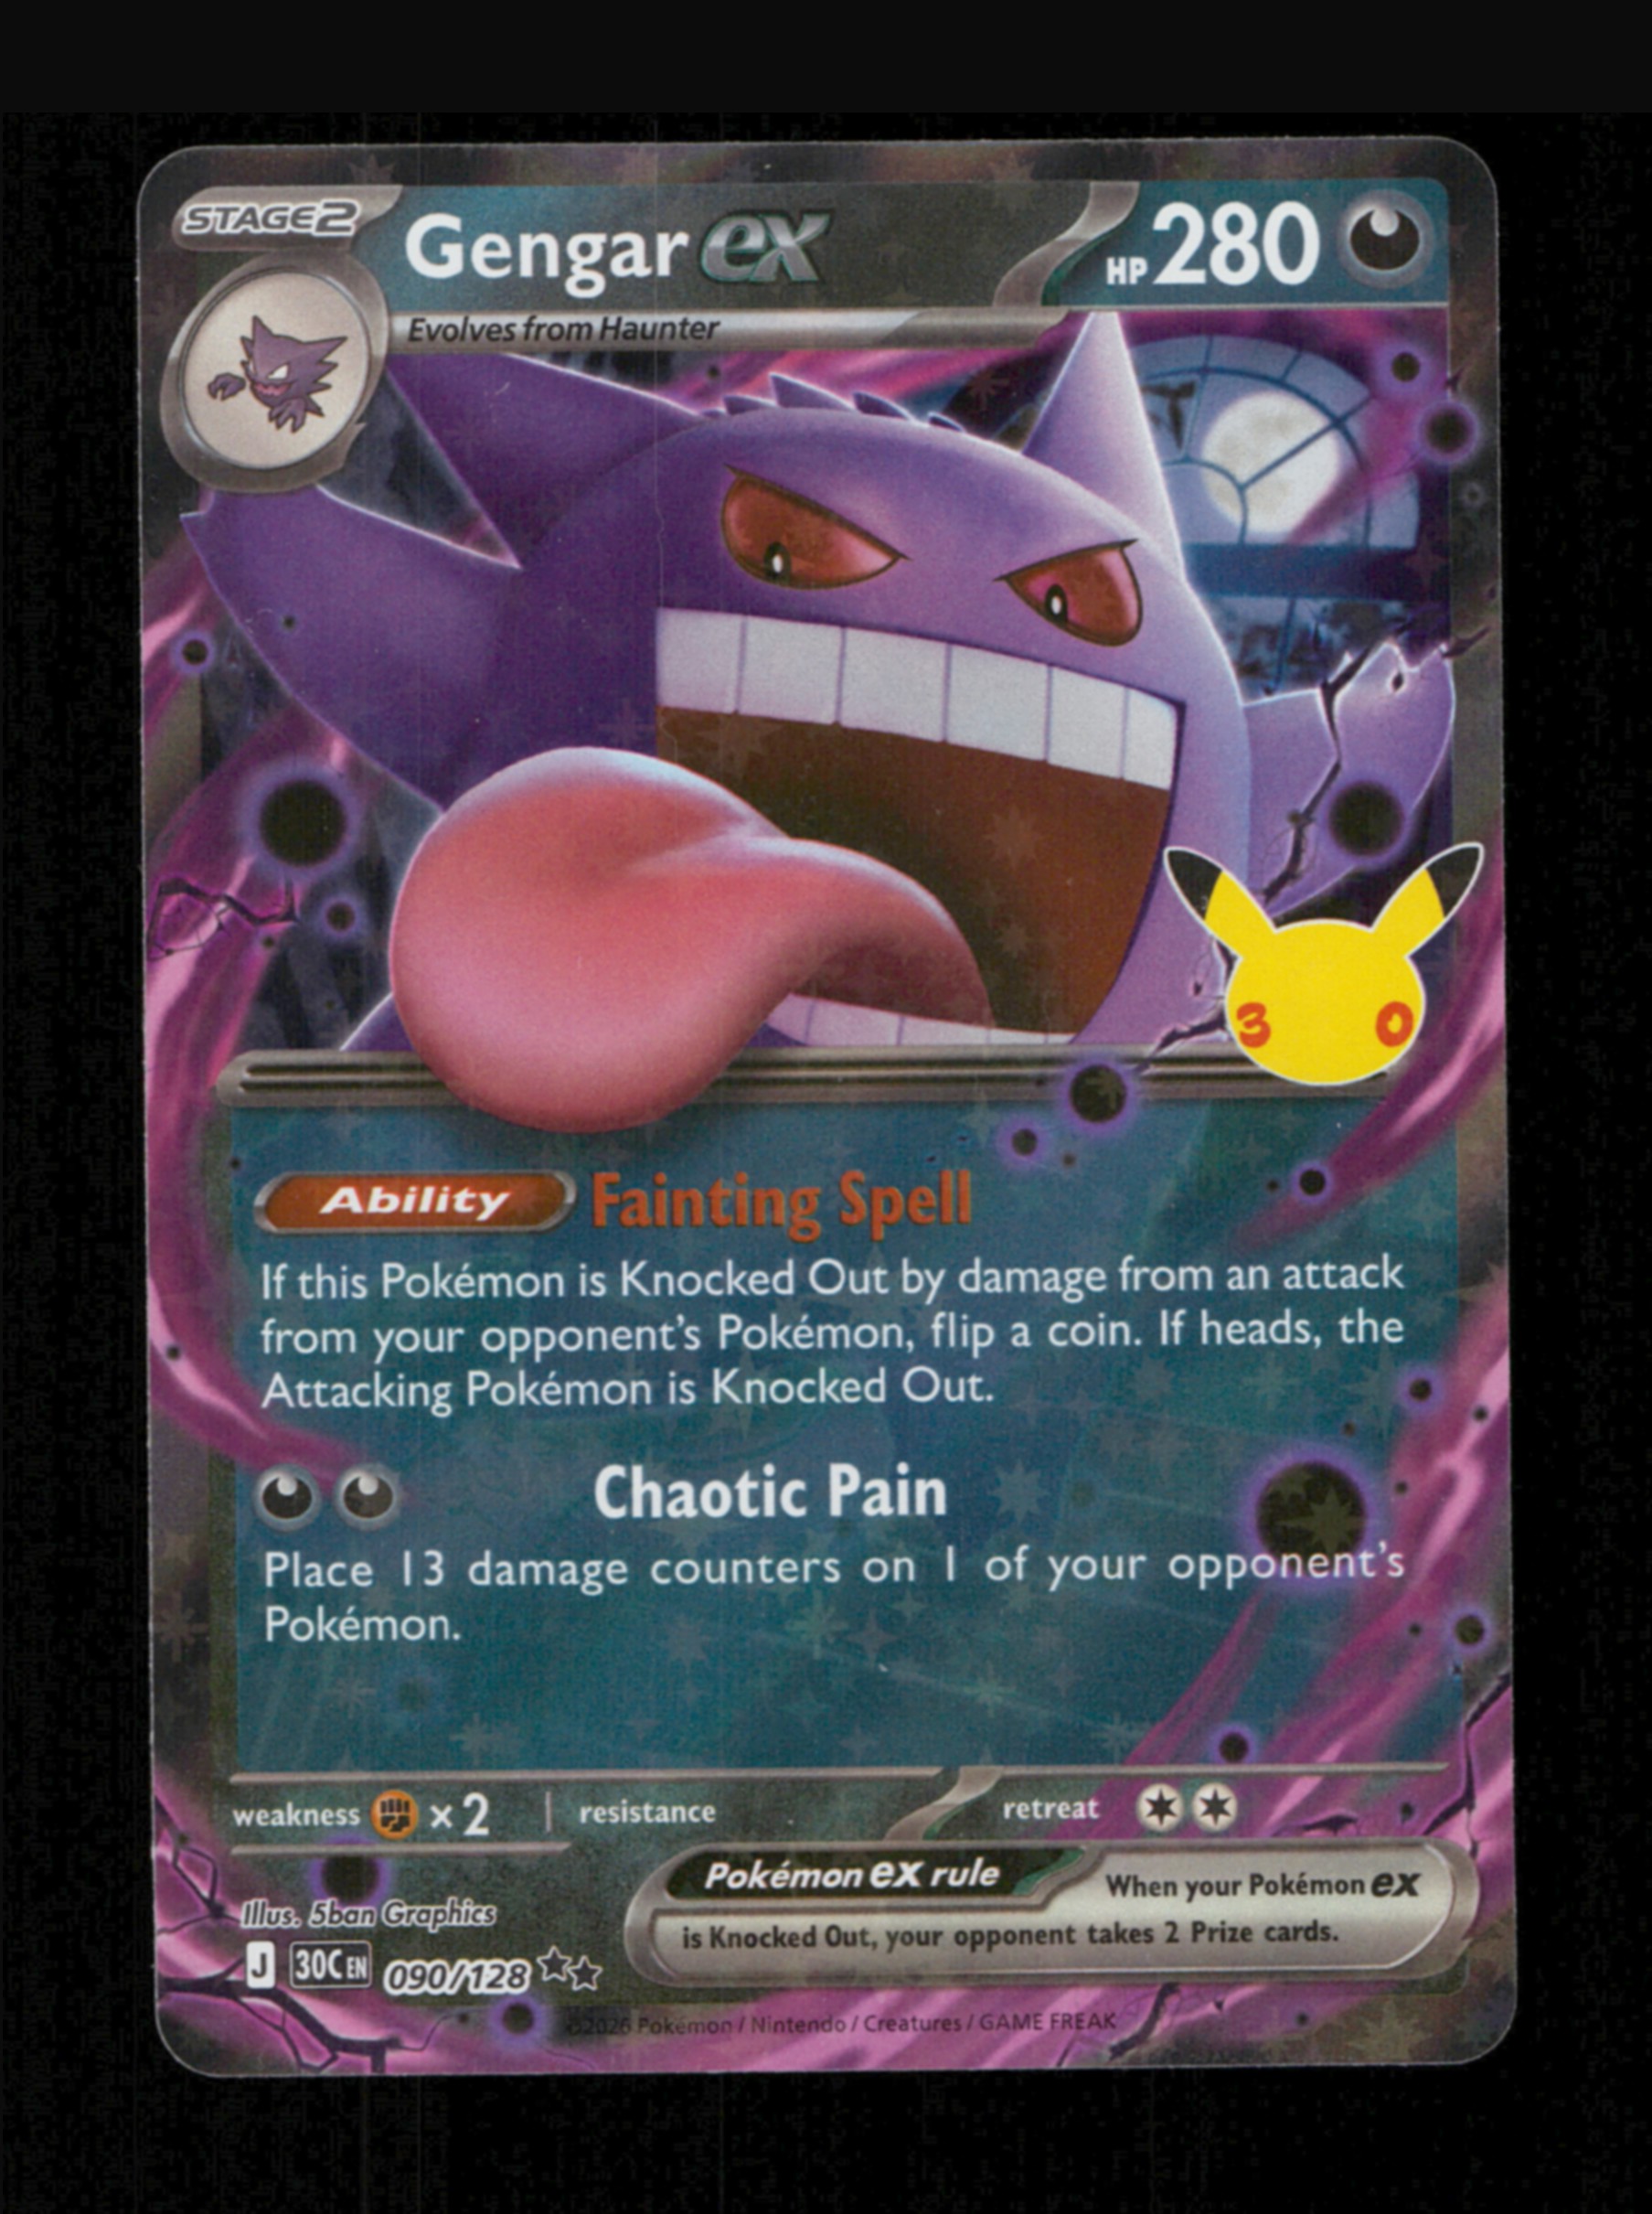 STAGE2
Gengar ex
HP 280
Evolves from Haunter
3 0
Ability Fainting Spell
If this Pokémon is Knocked Out by damage from an attack
from your opponent's Pokémon, flip a coin. If heads, the
Attacking Pokémon is Knocked Out.
Chaotic Pain
Place 13 damage counters on 1 of your opponent's
Pokémon.
weakness ×2 resistance retreat
Pokémon ex rule When your Pokémon ex
is Knocked Out, your opponent takes 2 Prize cards.
Illus. 5ban Graphics
J 30C EN 090/128
©2026 Pokémon / Nintendo / Creatures / GAME FREAK